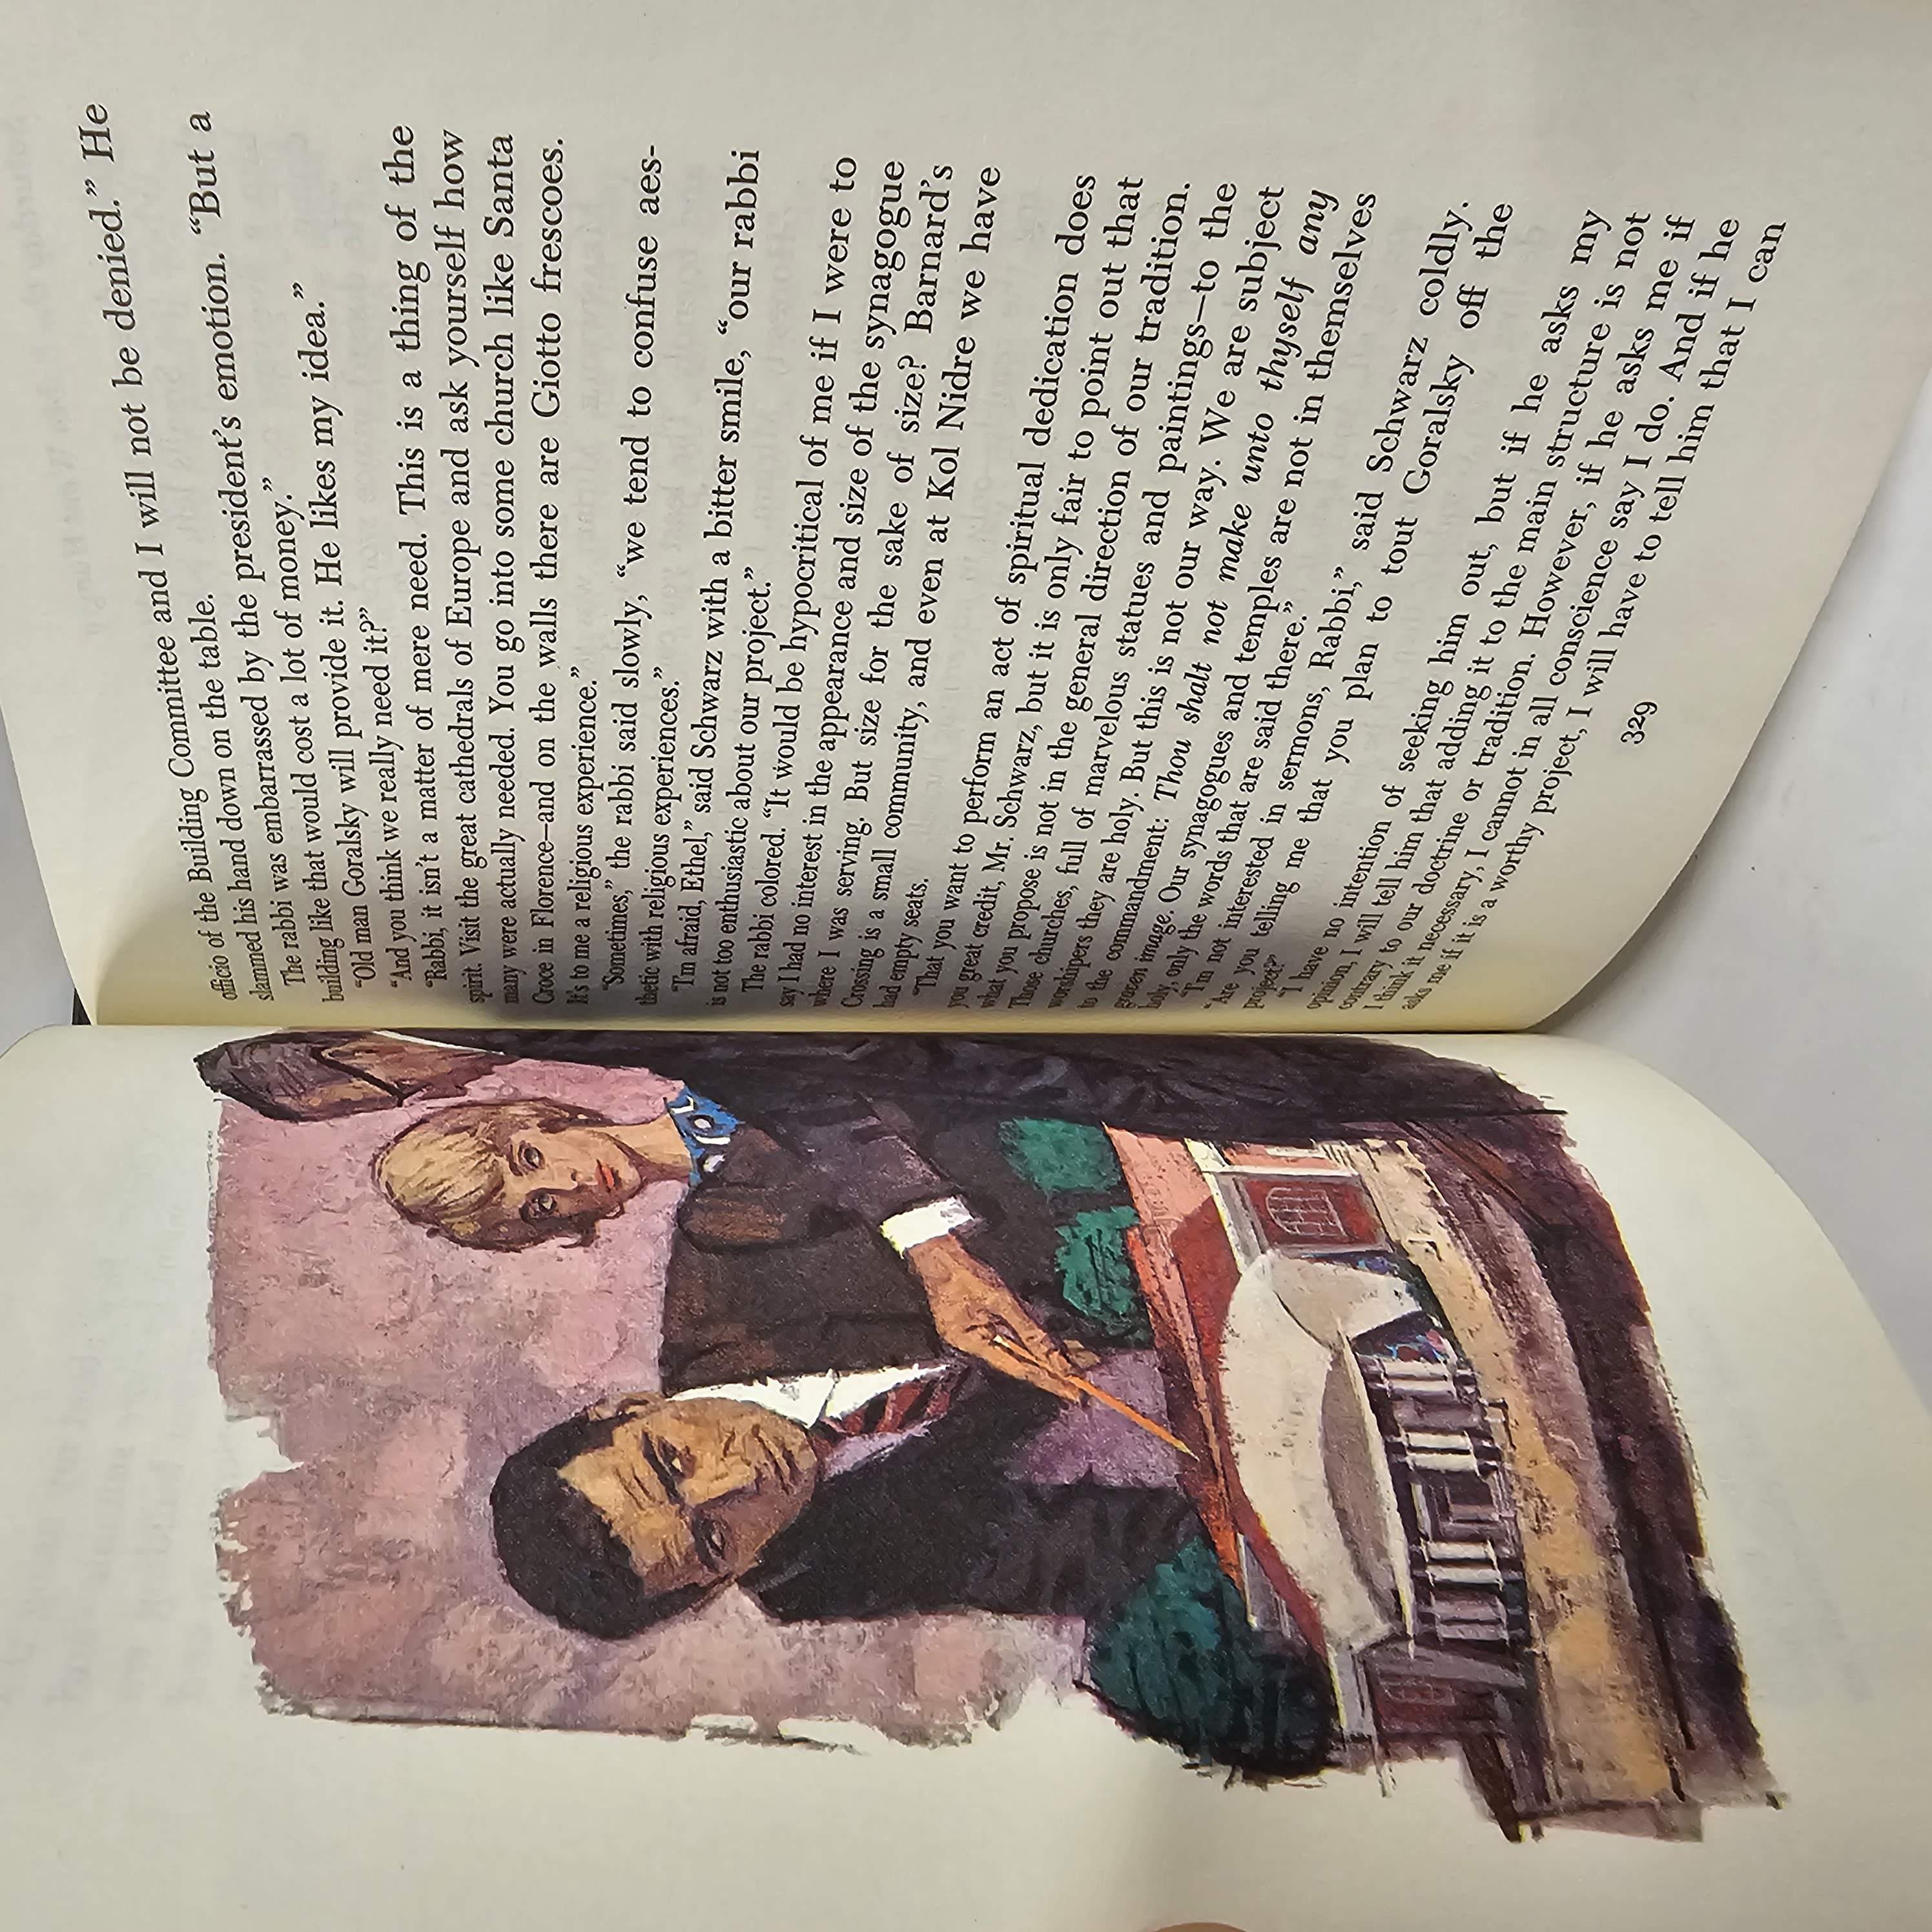 officio of the Building Committee and I will not be denied.” He
slammed his hand down on the table.
The rabbi was embarrassed by the president’s emotion. “But a
building like that would cost a lot of money.”
“Old man Goralsky will provide it. He likes my idea.”
“And you think we really need it?”
“Rabbi, it isn’t a matter of mere need. This is a thing of the
spirit. Visit the great cathedrals of Europe and ask yourself how
many were actually needed. You go into some church like Santa
Croce in Florence—and on the walls there are Giotto frescoes.
It’s to me a religious experience.”
“Sometimes,” the rabbi said slowly, “we tend to confuse aes-
thetic with religious experiences.”
“I’m afraid, Ethel,” said Schwarz with a bitter smile, “our rabbi
is not too enthusiastic about our project.”
The rabbi colored. “It would be hypocritical of me if I were to
say I had no interest in the appearance and size of the synagogue
where I was serving. But size for the sake of size? Barnard’s
Crossing is a small community, and even at Kol Nidre we have
had empty seats.
“That you want to perform an act of spiritual dedication does
you great credit, Mr. Schwarz, but it is only fair to point out that
what you propose is not in the general direction of our tradition.
Those churches, full of marvelous statues and paintings—to the
worshipers they are holy. But this is not our way. We are subject
to the commandment: Thou shalt not make unto thyself any
graven image. Our synagogues and temples are not in themselves
holy, only the words that are said there.”
“I’m not interested in sermons, Rabbi,” said Schwarz coldly.
“Are you telling me that you plan to tout Goralsky off the
project?”
“I have no intention of seeking him out, but if he asks my
opinion, I will tell him that adding it to the main structure is not
contrary to our doctrine or tradition. However, if he asks me if
I think it necessary, I cannot in all conscience say I do. And if he
asks me if it is a worthy project, I will have to tell him that I can
329